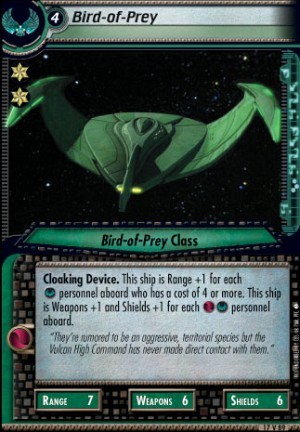 4 Bird-of-Prey
Bird-of-Prey Class
Cloaking Device. This ship is Range +1 for each
personnel aboard who has a cost of 4 or more. This ship
is Weapons +1 and Shields +1 for each personnel
aboard.
"They're rumored to be an aggressive, territorial species but the
Vulcan High Command has never made direct contact with them."
RANGE 7 WEAPONS 6 SHIELDS 6